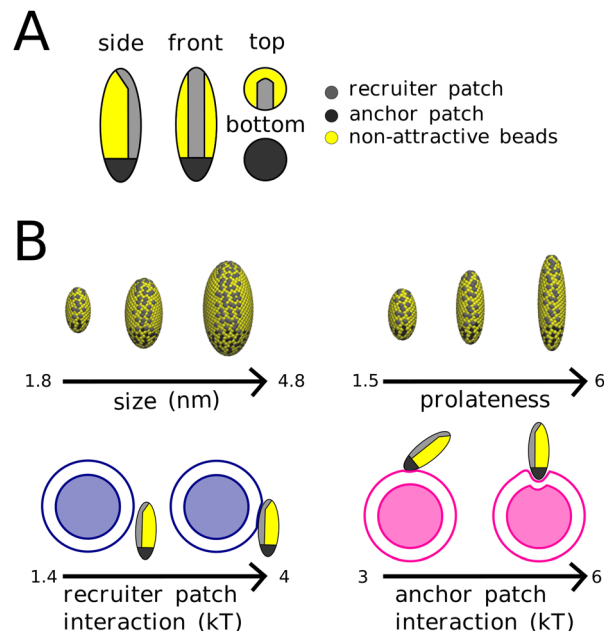 A
side front top
bottom
recruiter patch
anchor patch
non-attractive beads
B
1.8 size (nm) 4.8
1.5 prolateness 6
1.4 recruiter patch interaction (kT) 4
3 anchor patch interaction (kT) 6